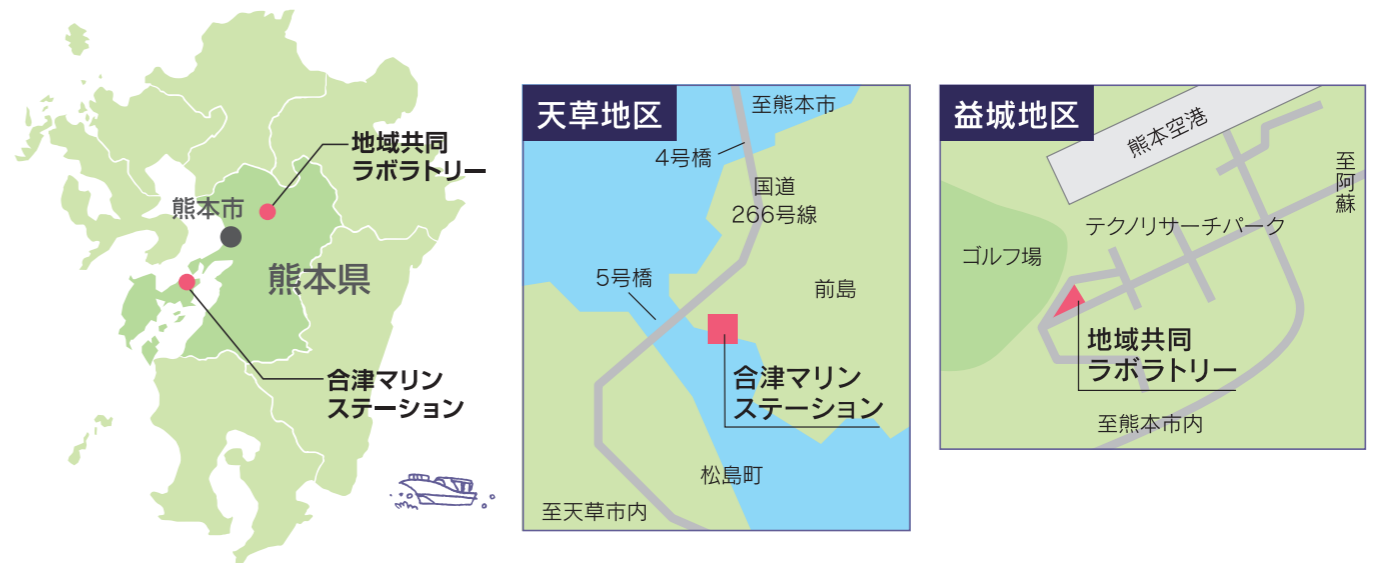 地域共同
ラボラトリー
熊本市
熊本県
合津マリン
ステーション
天草地区
至熊本市
4号橋
国道
266号線
5号橋
前島
合津マリン
ステーション
松島町
至天草市内
益城地区
熊本空港
至阿蘇
テクノリサーチパーク
ゴルフ場
地域共同
ラボラトリー
至熊本市内